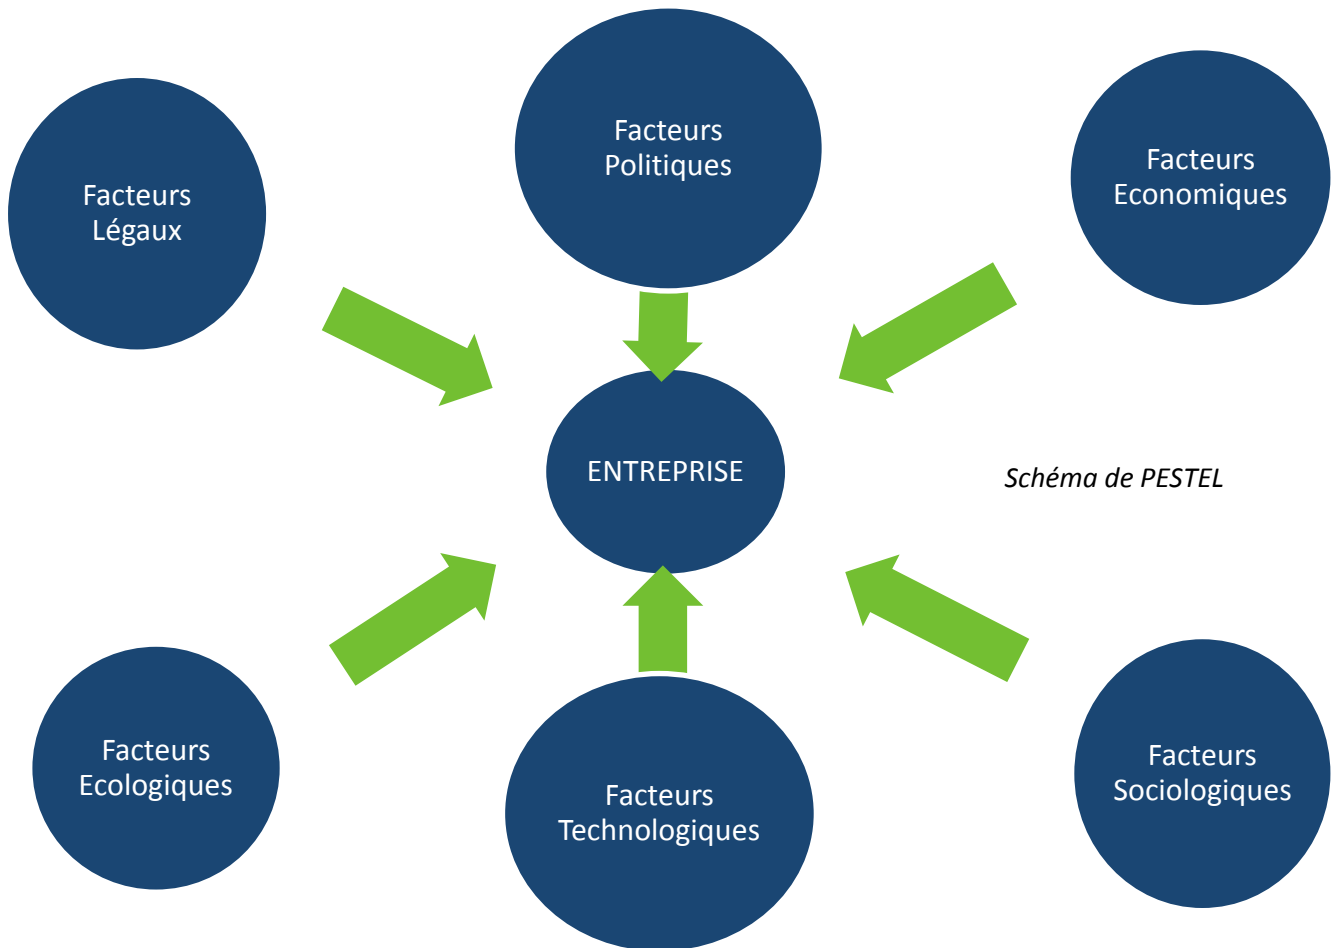 Facteurs
Politiques
Facteurs
Economiques
Facteurs
Légaux
ENTREPRISE
Schéma de PESTEL
Facteurs
Ecologiques
Facteurs
Technologiques
Facteurs
Sociologiques